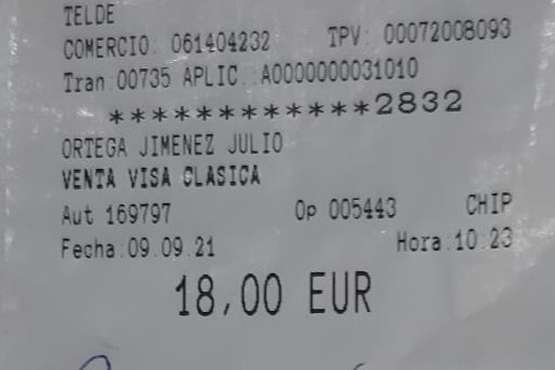 TELDE
COMERCIO: 061404232 TPV: 00072008093
Tran 00735 APLIC.:A0000000031010
************2832
ORTEGA JIMENEZ JULIO
VENTA VISA CLASICA
Aut 169797 Op 005443 CHIP
Fecha:09.09.21 Hora:10:23
18,00 EUR